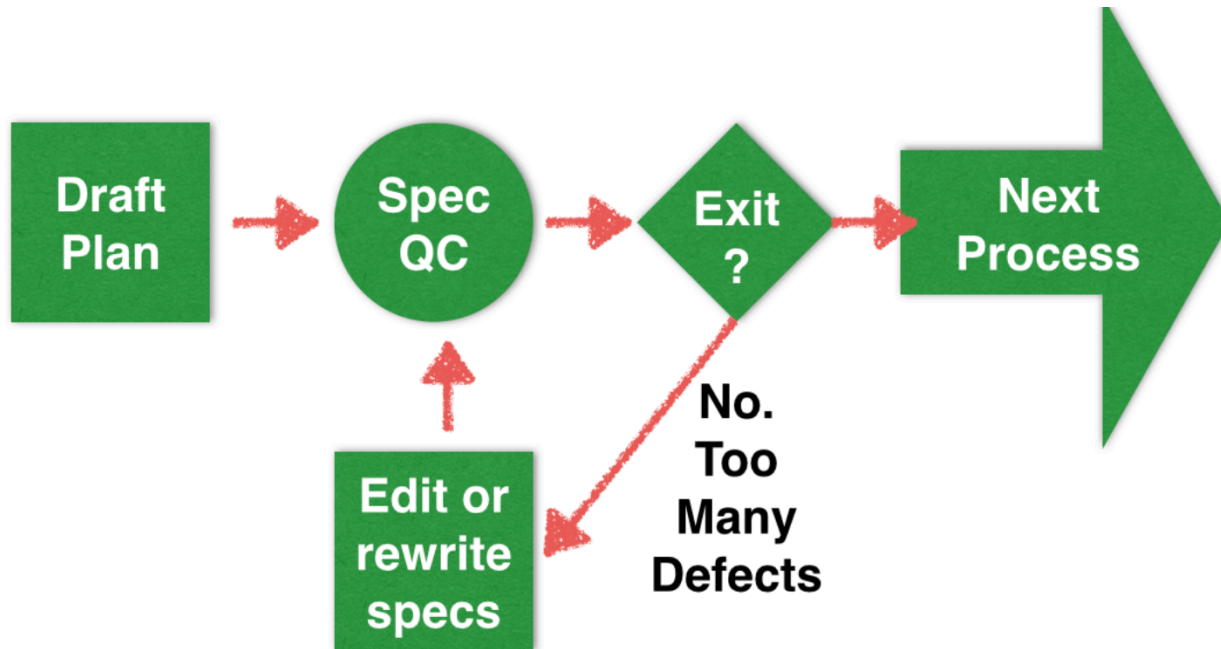 Draft
Plan
Spec
QC
Exit
?
Next
Process
No.
Too
Many
Defects
Edit or
rewrite
specs